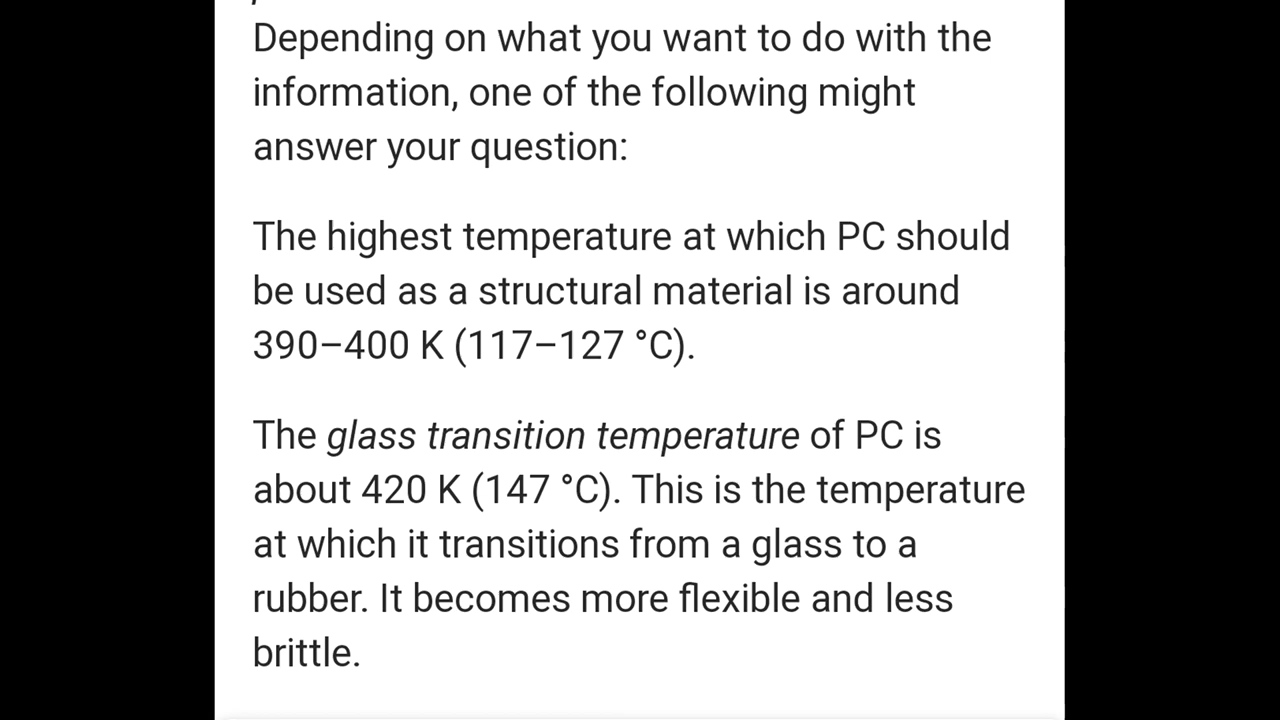 Depending on what you want to do with the
information, one of the following might
answer your question:
The highest temperature at which PC should
be used as a structural material is around
390–400 K (117–127 °C).
The glass transition temperature of PC is
about 420 K (147 °C). This is the temperature
at which it transitions from a glass to a
rubber. It becomes more flexible and less
brittle.